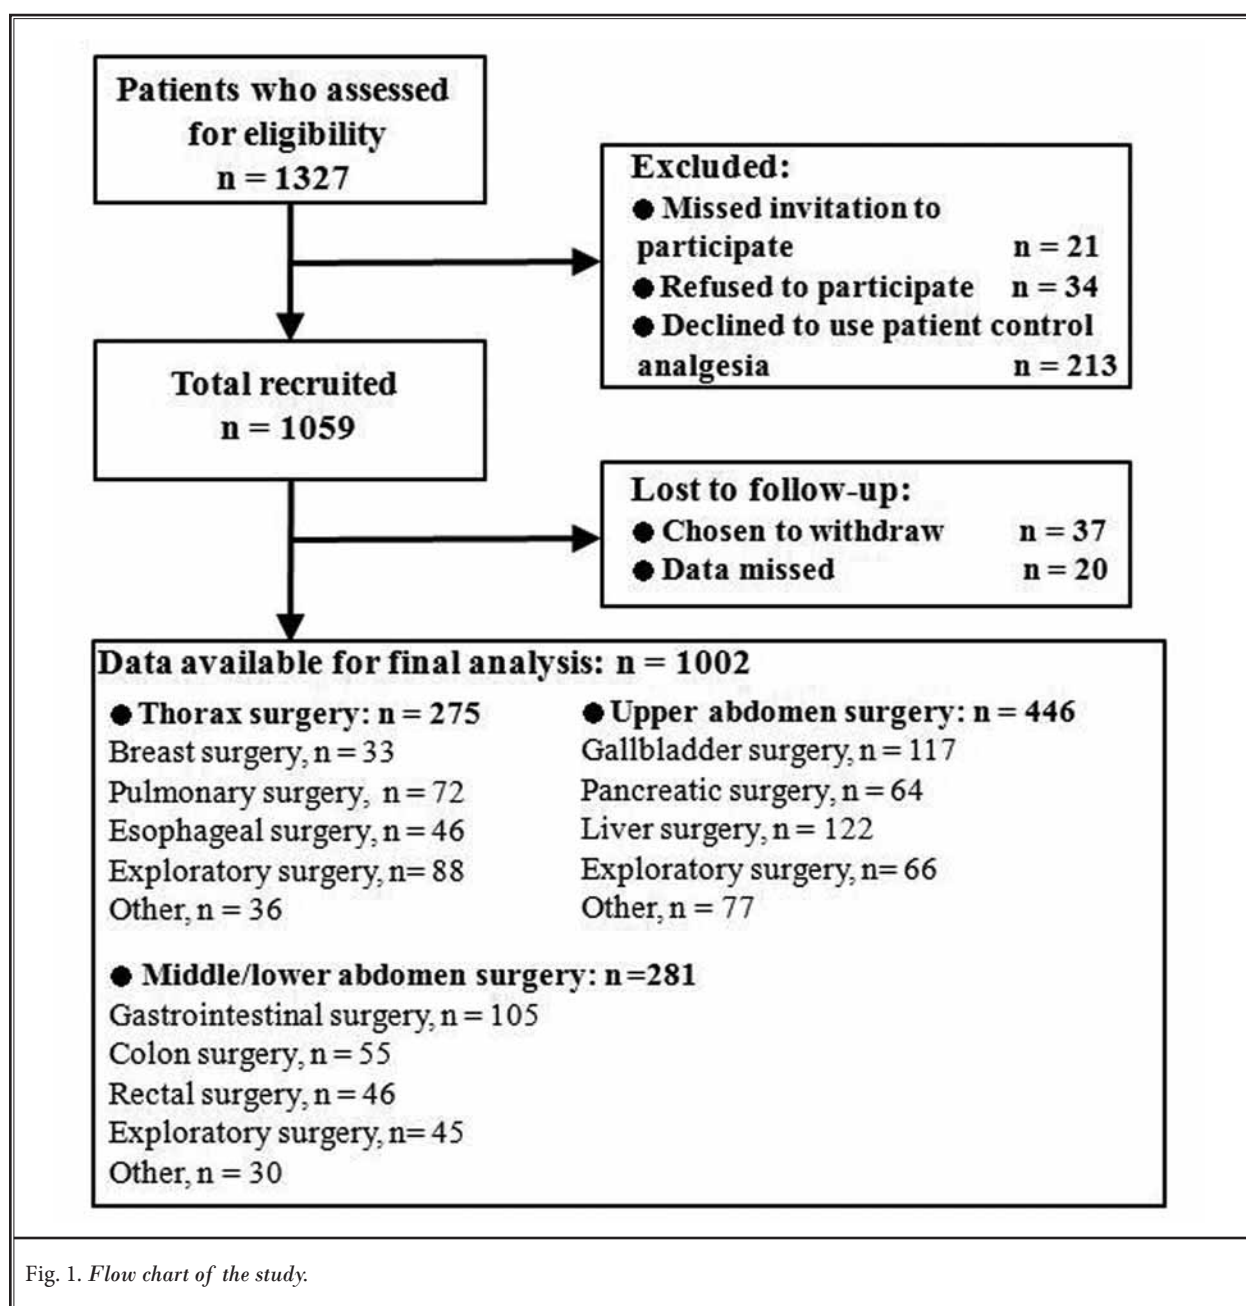 Patients who assessed
for eligibility
n = 1327
Excluded:
● Missed invitation to
participate n = 21
● Refused to participate n = 34
● Declined to use patient control
analgesia n = 213
Total recruited
n = 1059
Lost to follow-up:
● Chosen to withdraw n = 37
● Data missed n = 20
Data available for final analysis: n = 1002
● Thorax surgery: n = 275
Breast surgery, n = 33
Pulmonary surgery, n = 72
Esophageal surgery, n = 46
Exploratory surgery, n= 88
Other, n = 36
● Upper abdomen surgery: n = 446
Gallbladder surgery, n = 117
Pancreatic surgery, n = 64
Liver surgery, n = 122
Exploratory surgery, n= 66
Other, n = 77
● Middle/lower abdomen surgery: n=281
Gastrointestinal surgery, n = 105
Colon surgery, n = 55
Rectal surgery, n = 46
Exploratory surgery, n= 45
Other, n = 30
Fig. 1. Flow chart of the study.